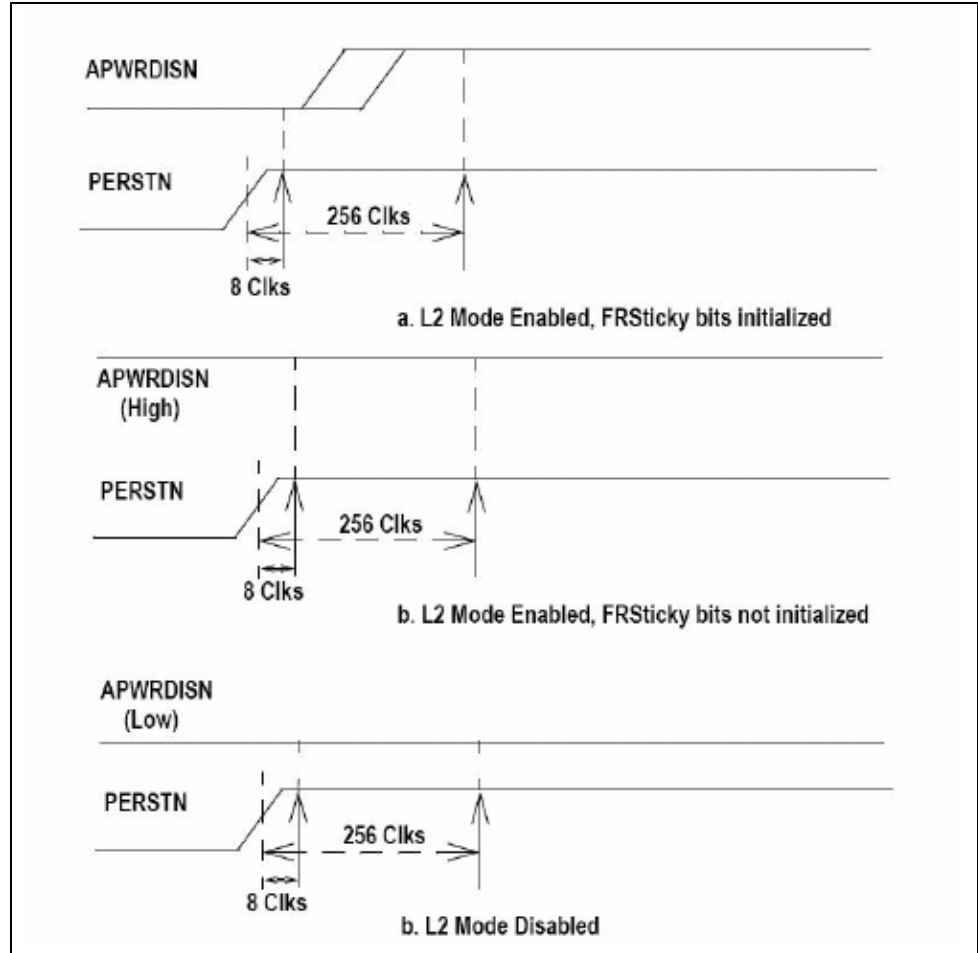 APWRDISN
PERSTN
256 Clks
8 Clks
a. L2 Mode Enabled, FRSticky bits initialized
APWRDISN
(High)
PERSTN
256 Clks
8 Clks
b. L2 Mode Enabled, FRSticky bits not initialized
APWRDISN
(Low)
PERSTN
256 Clks
8 Clks
b. L2 Mode Disabled